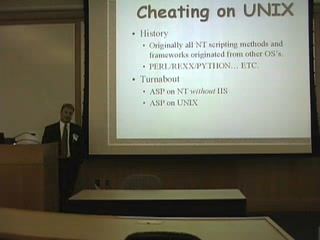 Cheating on UNIX
• History
• Originally all NT scripting methods and
frameworks originated from other OS's.
• PERL/REXX/PYTHON… ETC.
• Turnabout
• ASP on NT without IIS
• ASP on UNIX